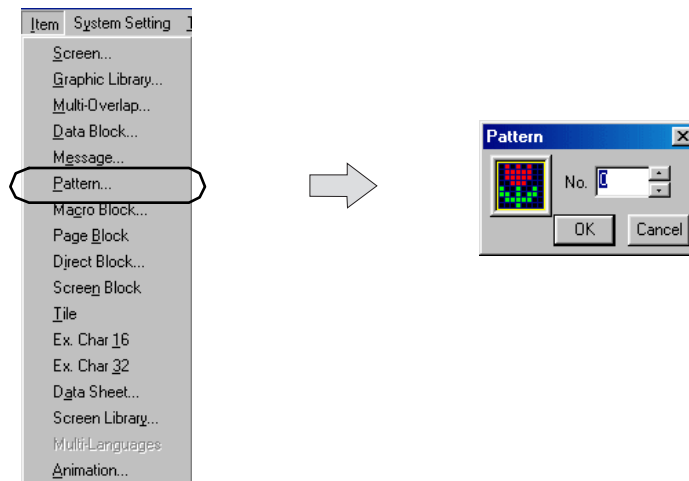 Item System Setting
Screen...
Graphic Library...
Multi-Overlap...
Data Block...
Message...
Pattern...
Macro Block...
Page Block
Direct Block...
Screen Block
Tile
Ex. Char 16
Ex. Char 32
Data Sheet...
Screen Library...
Multi-Languages
Animation...
Pattern
No. 0
OK Cancel